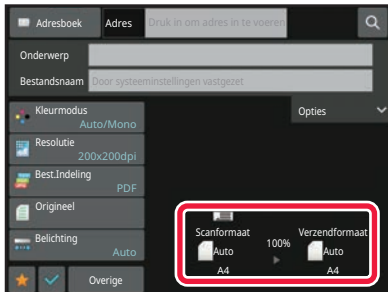 Adresboek
Adres
Druk in om adres in te voeren
Onderwerp
Bestandsnaam
Door systeeminstellingen vastgezet
Opties
Kleurmodus
Auto/Mono
Resolutie
200x200dpi
Best.Indeling
PDF
Origineel
Belichting
Auto
Overige
Scanformaat
Auto
A4
100%
Verzendformaat
Auto
A4